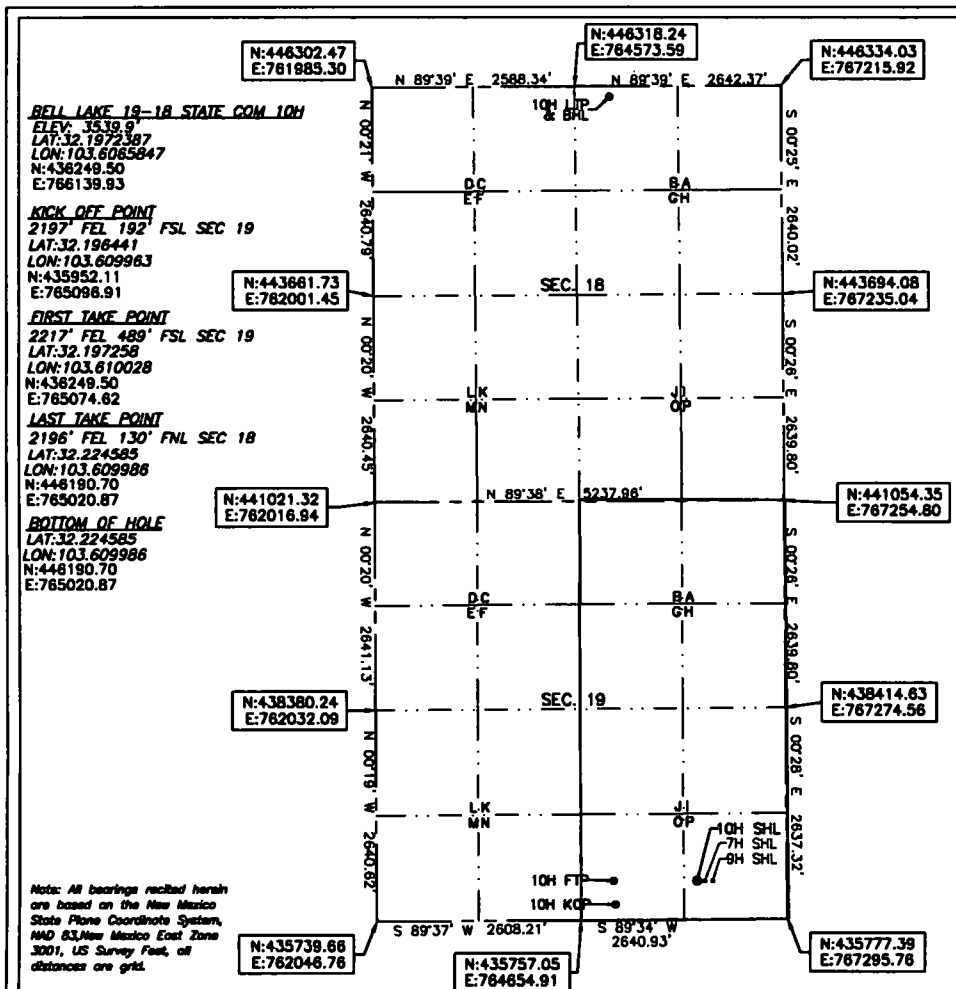 N:446302.47
E:761985.30
N:446318.24
E:764573.59
N:446334.03
E:767215.92
N 89°39' E 2588.34'
N 89°39' E 2642.37'
10H LTP
& BHL
BELL LAKE 19-18 STATE COM 10H
ELEV: 3539.9'
LAT:32.1972387
LON:103.6065847
N:436249.50
E:766139.93
KICK OFF POINT
2197' FEL 192' FSL SEC 19
LAT:32.196441
LON:103.609963
N:435952.11
E:765096.91
FIRST TAKE POINT
2217' FEL 489' FSL SEC 19
LAT:32.197258
LON:103.610028
N:436249.50
E:765074.62
LAST TAKE POINT
2196' FEL 130' FNL SEC 18
LAT:32.224585
LON:103.609986
N:446190.70
E:765020.87
BOTTOM OF HOLE
LAT:32.224585
LON:103.609986
N:446190.70
E:765020.87
N 00°21' W 2640.79'
S 00°25' E 2640.02'
D C
E F
B A
G H
N:443661.73
E:762001.45
SEC. 18
N:443694.08
E:767235.04
N 00°20' W 2640.45'
S 00°26' E 2639.80'
L K
M N
J I
O P
N:441021.32
E:762016.94
N 89°38' E 5237.96'
N:441054.35
E:767254.80
N 00°20' W 2641.13'
S 00°26' E 2639.80'
D C
E F
B A
G H
N:438380.24
E:762032.09
SEC. 19
N:438414.63
E:767274.56
N 00°19' W 2640.62'
S 00°28' E 2637.32'
L K
M N
J I
O P
10H SHL
7H SHL
9H SHL
10H FTP
10H KOP
Note: All bearings recited herein
are based on the New Mexico
State Plane Coordinate System,
NAD 83,New Mexico East Zone
3001, US Survey Feet, all
distances are grid.
N:435739.66
E:762046.76
S 89°37' W 2608.21'
S 89°34' W
2640.93'
N:435757.05
E:764654.91
N:435777.39
E:767295.76